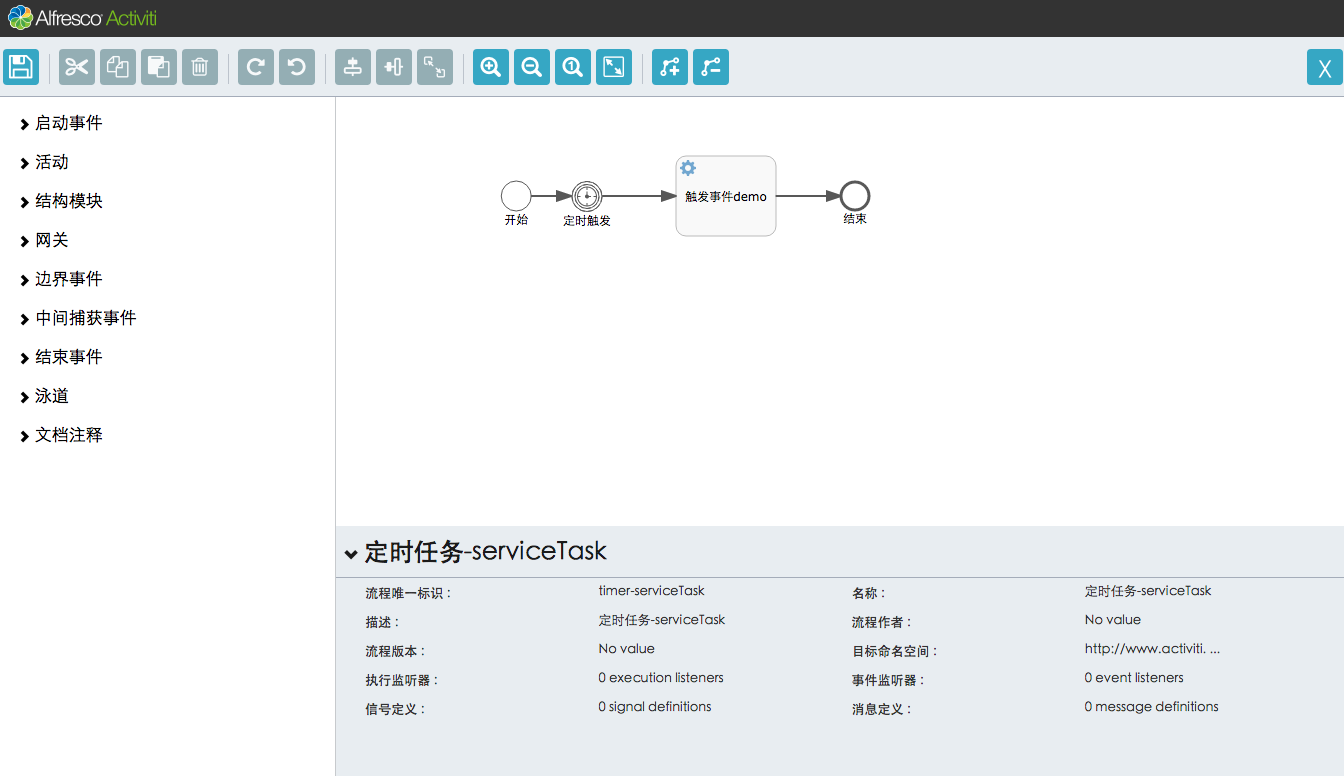 Alfresco Activiti
1
X
启动事件
活动
结构模块
网关
边界事件
中间捕获事件
结束事件
泳道
文档注释
开始
定时触发
触发事件demo
结束
定时任务-serviceTask
流程唯一标识 : timer-serviceTask 名称 : 定时任务-serviceTask
描述 : 定时任务-serviceTask 流程作者 : No value
流程版本 : No value 目标命名空间 : http://www.activiti. ...
执行监听器 : 0 execution listeners 事件监听器 : 0 event listeners
信号定义 : 0 signal definitions 消息定义 : 0 message definitions